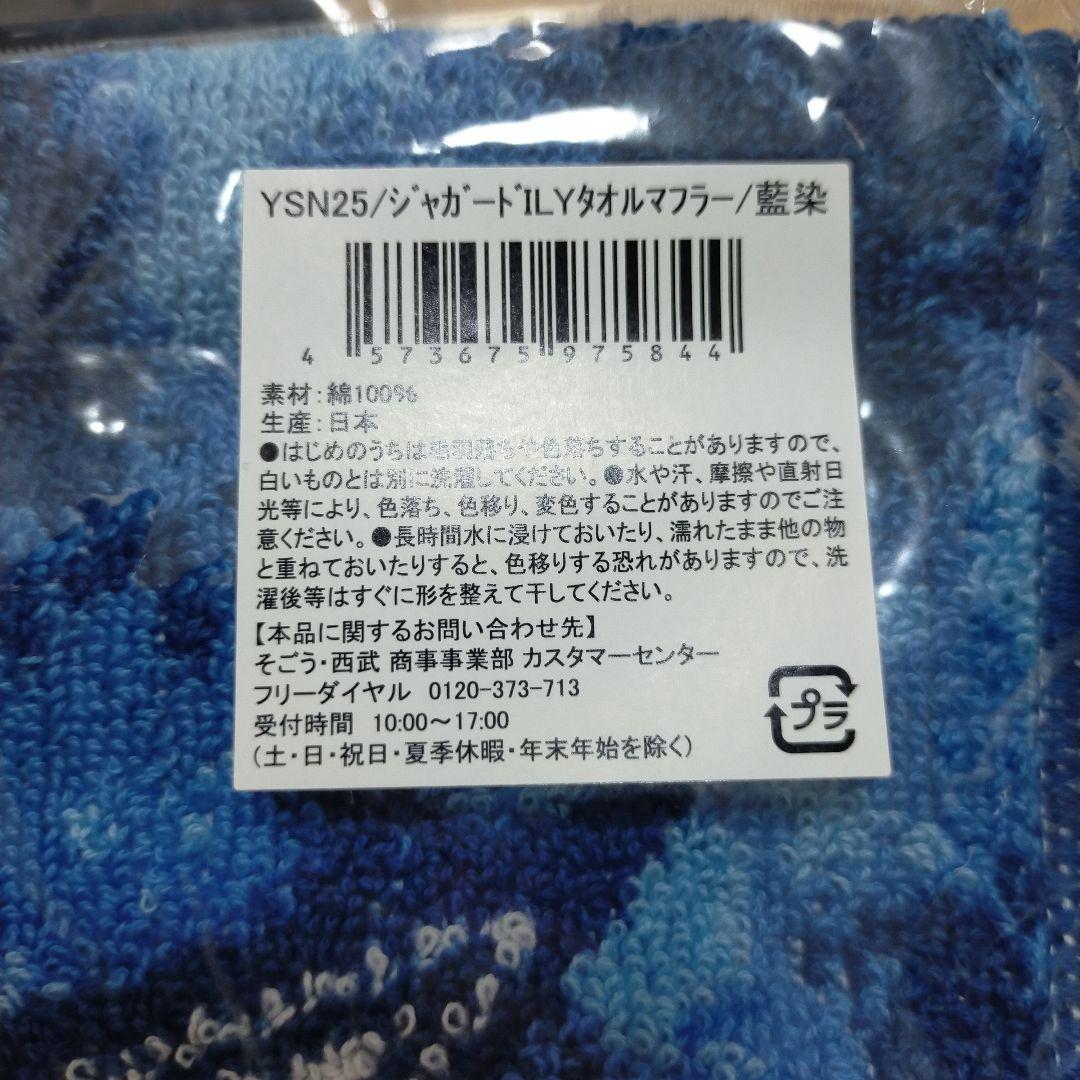 YSN25/ｼﾞｬｶﾞｰﾄﾞILYﾀｵﾙマフラー/藍染
4 573675 975844
素材：綿100%
生産：日本
●はじめのうちは毛羽落ちや色落ちすることがありますので、
白いものとは別に洗濯してください。●水や汗、摩擦や直射日
光等により、色落ち、色移り、変色することがありますのでご注
意ください。●長時間水に浸けておいたり、濡れたまま他の物
と重ねておいたりすると、色移りする恐れがありますので、洗
濯後等はすぐに形を整えて干してください。
【本品に関するお問い合わせ先】
そごう・西武 商事事業部 カスタマーセンター
フリーダイヤル 0120-373-713
受付時間 10:00～17:00
（土・日・祝日・夏季休暇・年末年始を除く）
プラ